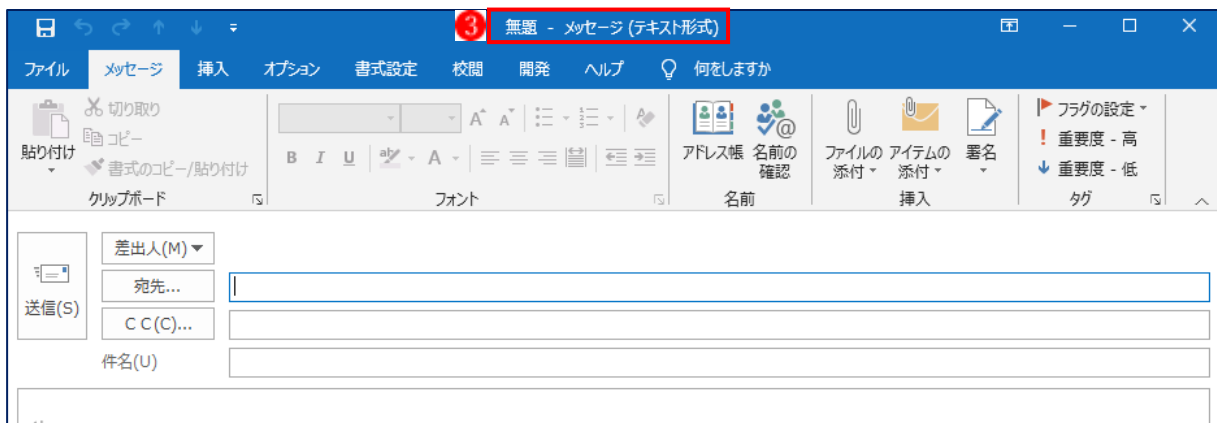 3 無題 - メッセージ (テキスト形式)
ファイル メッセージ 挿入 オプション 書式設定 校閲 開発 ヘルプ 何をしますか
貼り付け
切り取り
コピー
書式のコピー/貼り付け
クリップボード
A A
B I U aby A
フォント
アドレス帳 名前の
確認
名前
ファイルの
添付
アイテムの
添付
署名
挿入
フラグの設定
! 重要度 - 高
重要度 - 低
タグ
送信(S)
差出人(M)
宛先...
ＣＣ(C)...
件名(U)